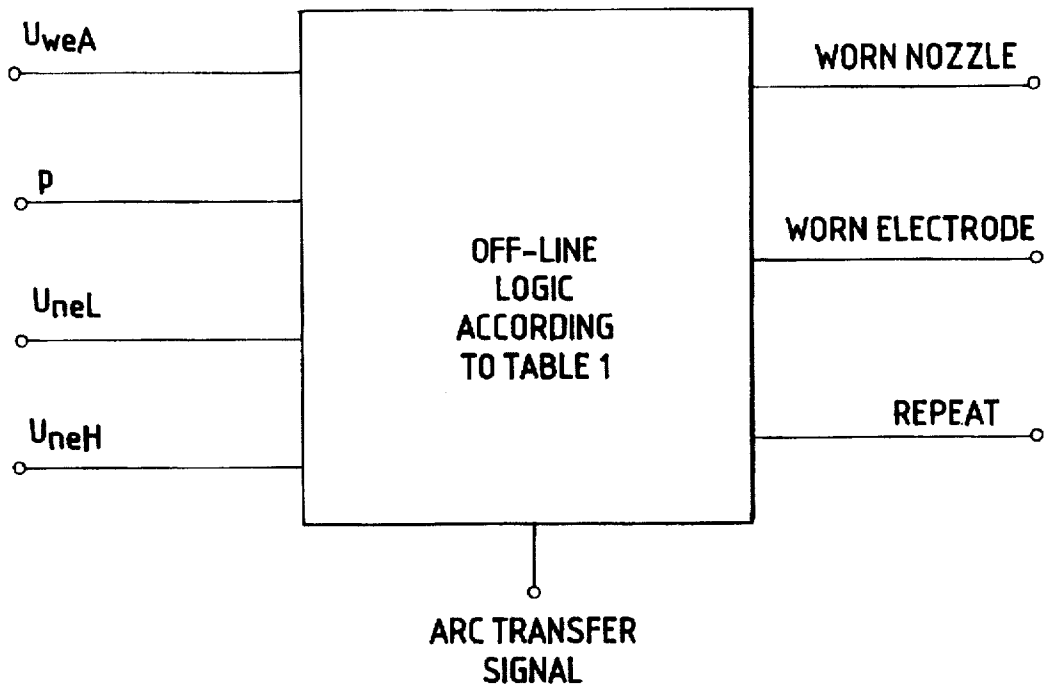 UweA
p
UneL
UneH
OFF-LINE
LOGIC
ACCORDING
TO TABLE 1
WORN NOZZLE
WORN ELECTRODE
REPEAT
ARC TRANSFER
SIGNAL